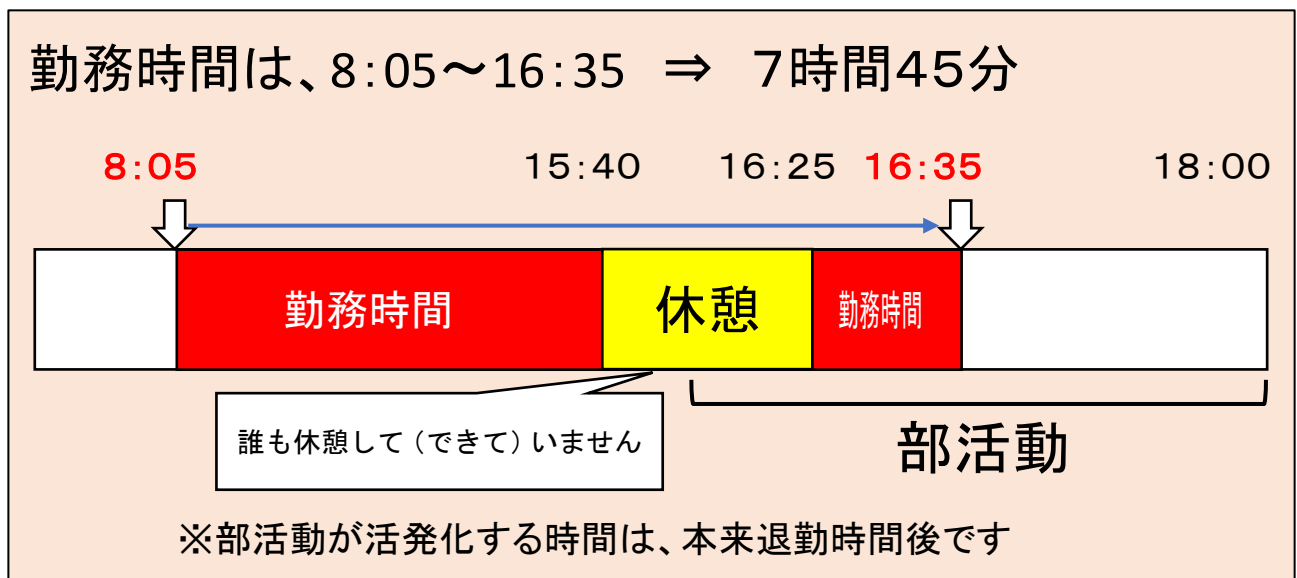 勤務時間は、8:05～16:35 ⇒ 7時間45分
8:05 15:40 16:25 16:35 18:00
勤務時間 休憩 勤務時間
誰も休憩して（できて）いません
部活動
※部活動が活発化する時間は、本来退勤時間後です